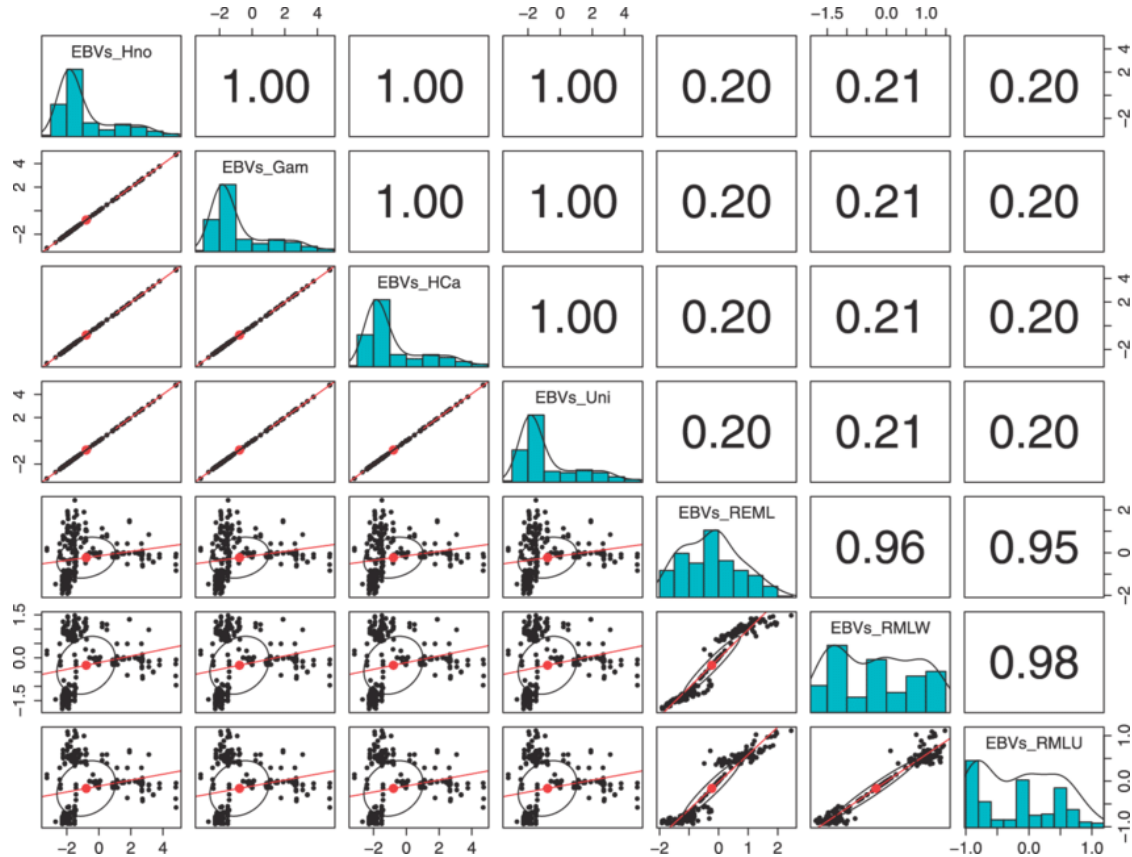 −2 0 2 4 −2 0 2 4 −1.5 0.0 1.0
EBVs_Hno 1.00 1.00 1.00 0.20 0.21 0.20 −2 0 2 4
−2 2 4 EBVs_Gam 1.00 1.00 0.20 0.21 0.20
EBVs_HCa 1.00 0.20 0.21 0.20 −2 0 2 4
−2 2 4 EBVs_Uni 0.20 0.21 0.20
EBVs_REML 0.96 0.95 −2 0 2
−1.5 0.0 1.5 EBVs_RMLW 0.98
EBVs_RMLU −1.0 0.0 1.0
−2 0 2 4 −2 0 2 4 −2 0 1 2 −1.0 0.0 1.0